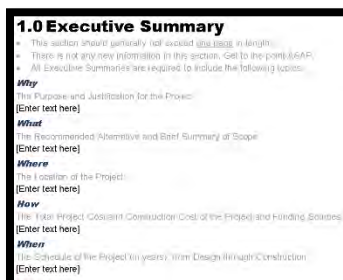 1.0 Executive Summary
This section should generally not exceed one page in length.
There is not any new information in this section. Get to the point ASAP.
All Executive Summaries are required to include the following topics:
Why
The Purpose and Justification for the Project
[Enter text here]
What
The Recommended Alternative and Brief Summary of Scope
[Enter text here]
Where
The Location of the Project
[Enter text here]
How
The Total Project Cost and Construction Cost of the Project and Funding Sources
[Enter text here]
When
The Schedule of the Project (in years) from Design through Construction
[Enter text here]